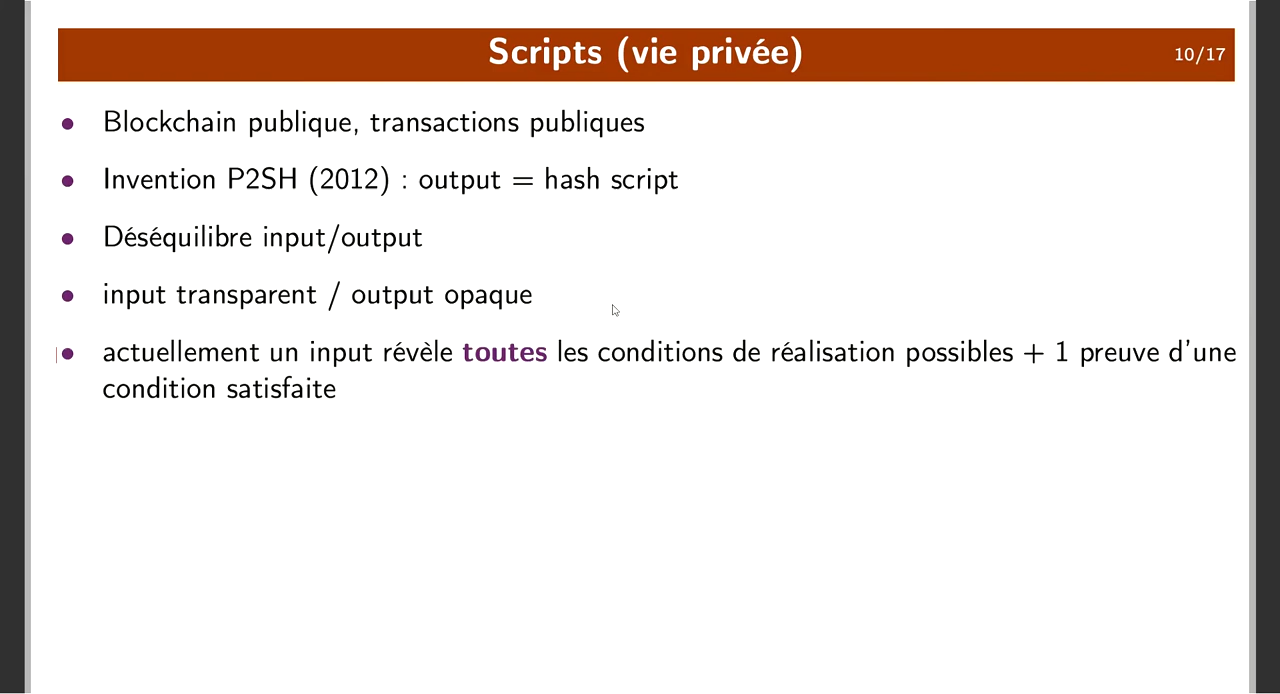 Scripts (vie privée)
10/17
• Blockchain publique, transactions publiques
• Invention P2SH (2012) : output = hash script
• Déséquilibre input/output
• input transparent / output opaque
• actuellement un input révèle toutes les conditions de réalisation possibles + 1 preuve d'une
condition satisfaite